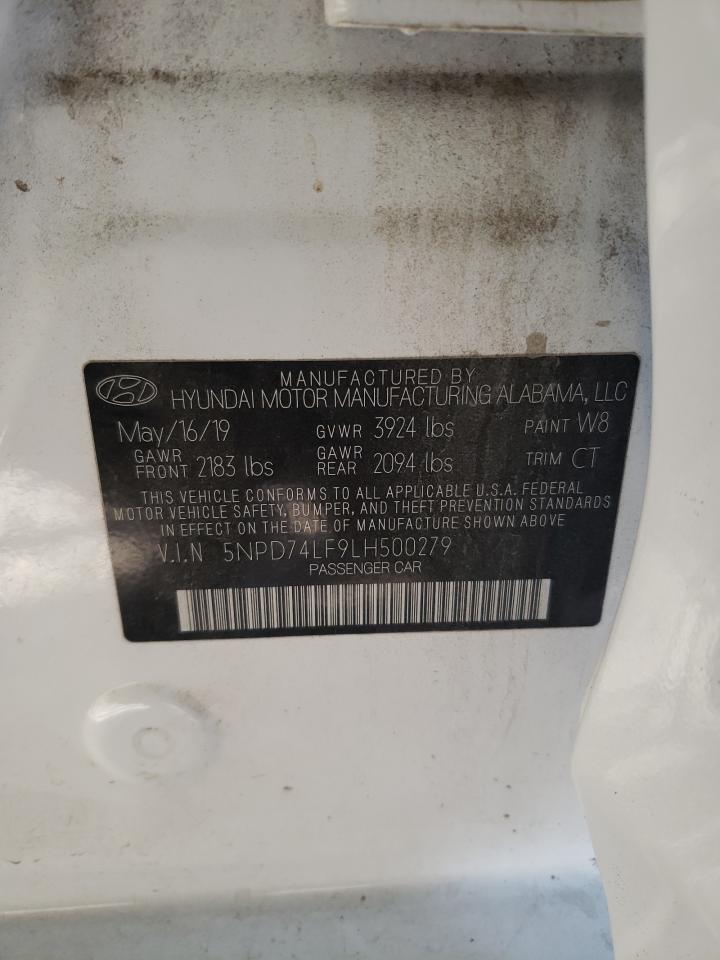 MANUFACTURED BY
HYUNDAI MOTOR MANUFACTURING ALABAMA, LLC
May/16/19 GVWR 3924 lbs PAINT W8
GAWR FRONT 2183 lbs GAWR REAR 2094 lbs TRIM CT
THIS VEHICLE CONFORMS TO ALL APPLICABLE U.S.A. FEDERAL
MOTOR VEHICLE SAFETY, BUMPER, AND THEFT PREVENTION STANDARDS
IN EFFECT ON THE DATE OF MANUFACTURE SHOWN ABOVE
V.I.N 5NPD74LF9LH500279
PASSENGER CAR